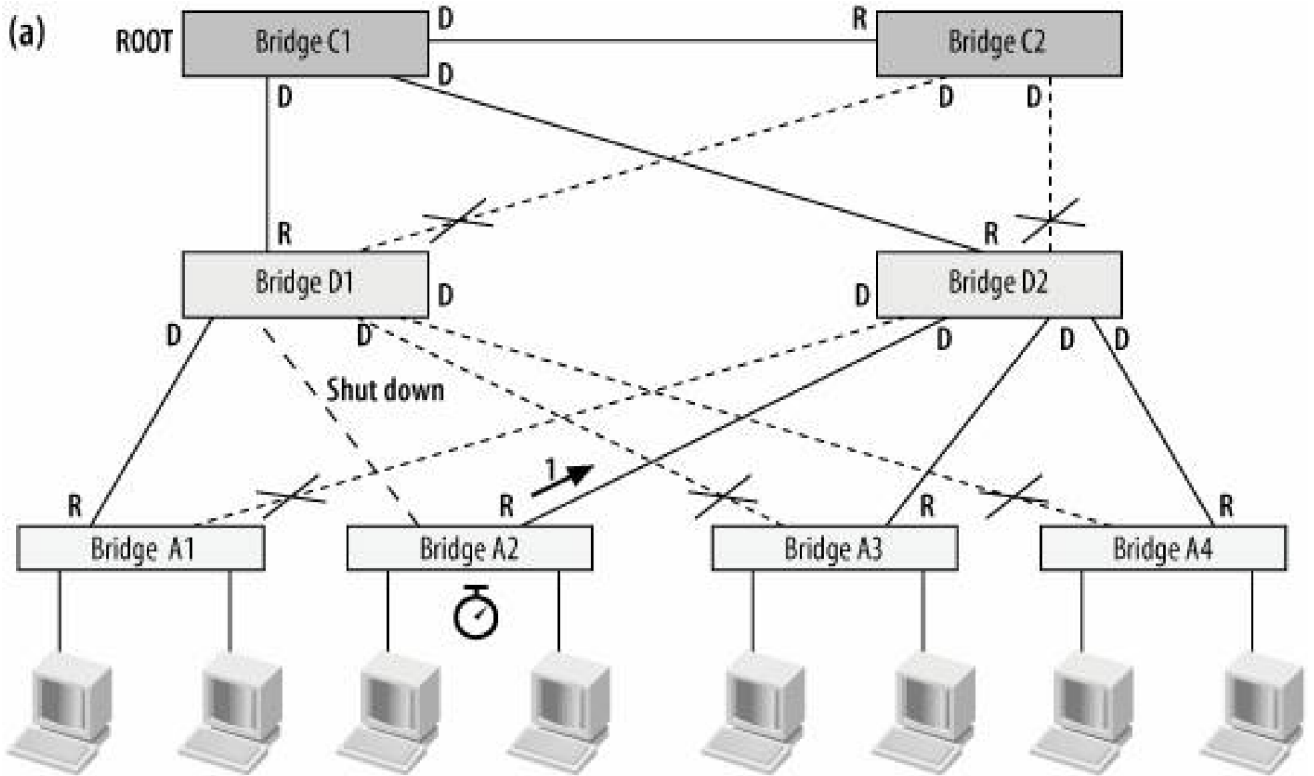 (a)
ROOT
Bridge C1
D
R
Bridge C2
D
D
D
D
R
R
Bridge D1
D
D
Bridge D2
D
D
D
D
D
Shut down
1
R
R
R
R
Bridge A1
Bridge A2
Bridge A3
Bridge A4